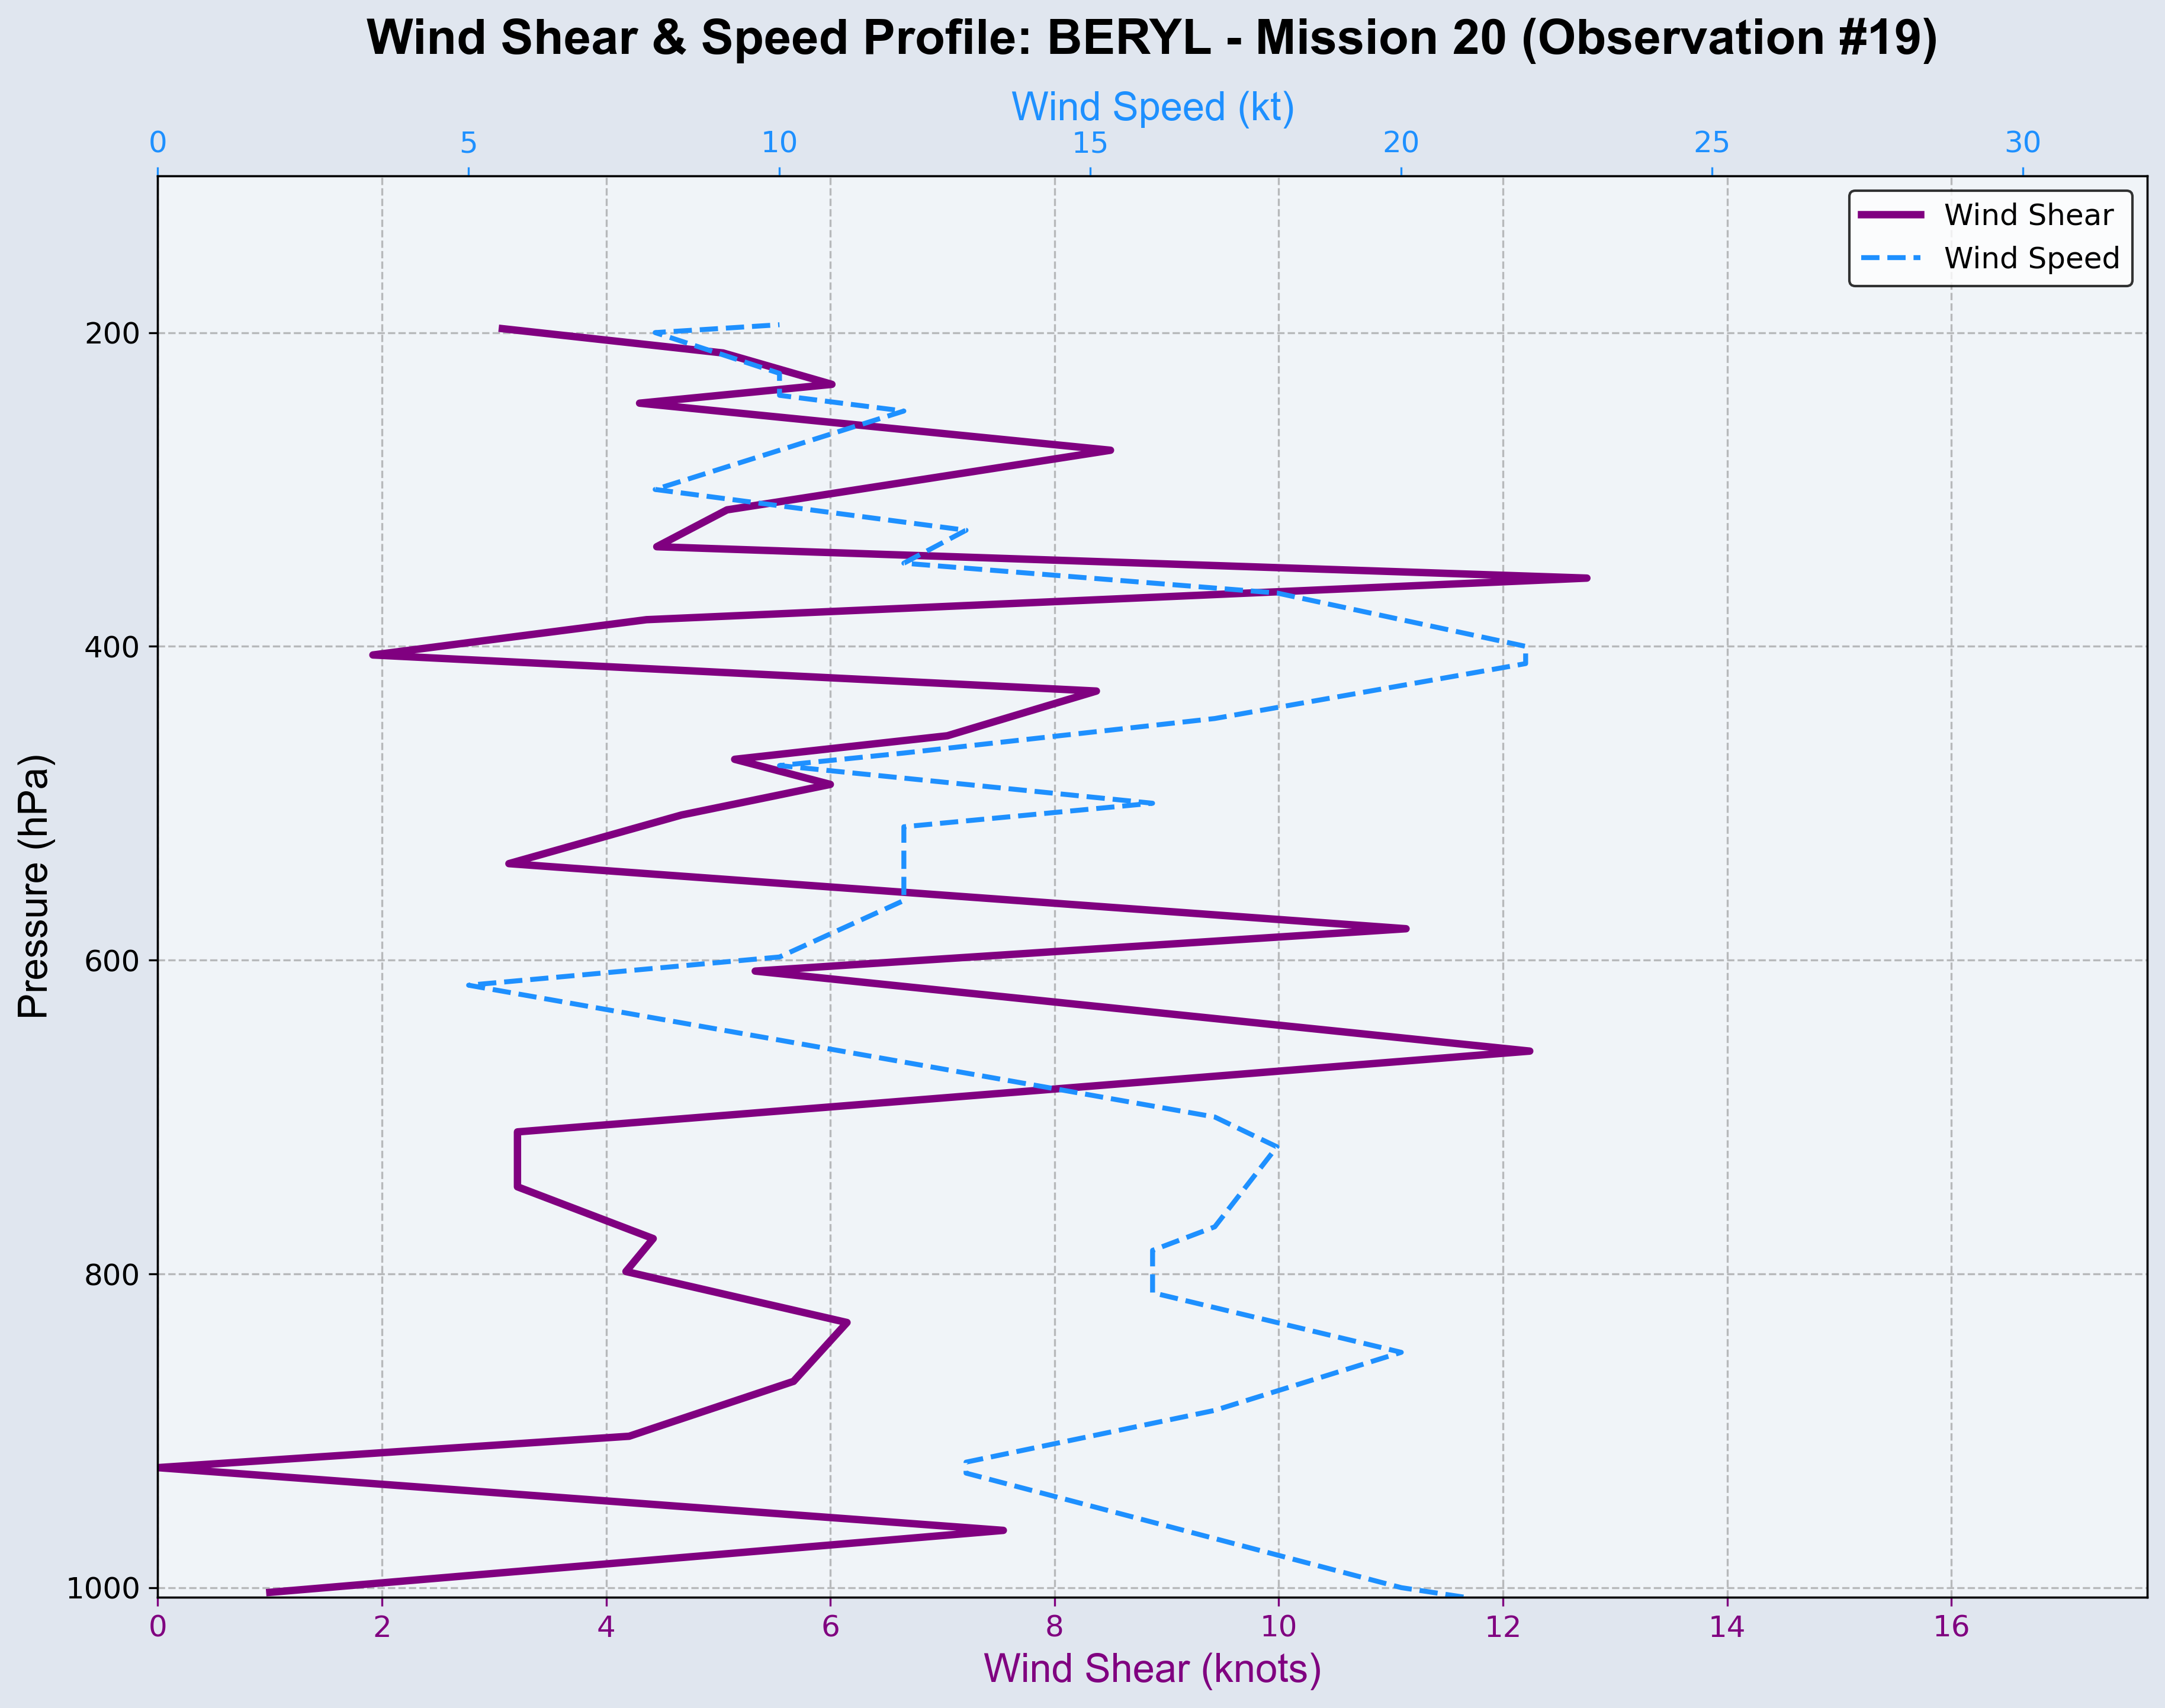 Wind Shear & Speed Profile: BERYL - Mission 20 (Observation #19)
Wind Speed (kt)
0 5 10 15 20 25 30
Wind Shear
Wind Speed
200
400
600
800
1000
Pressure (hPa)
0 2 4 6 8 10 12 14 16
Wind Shear (knots)